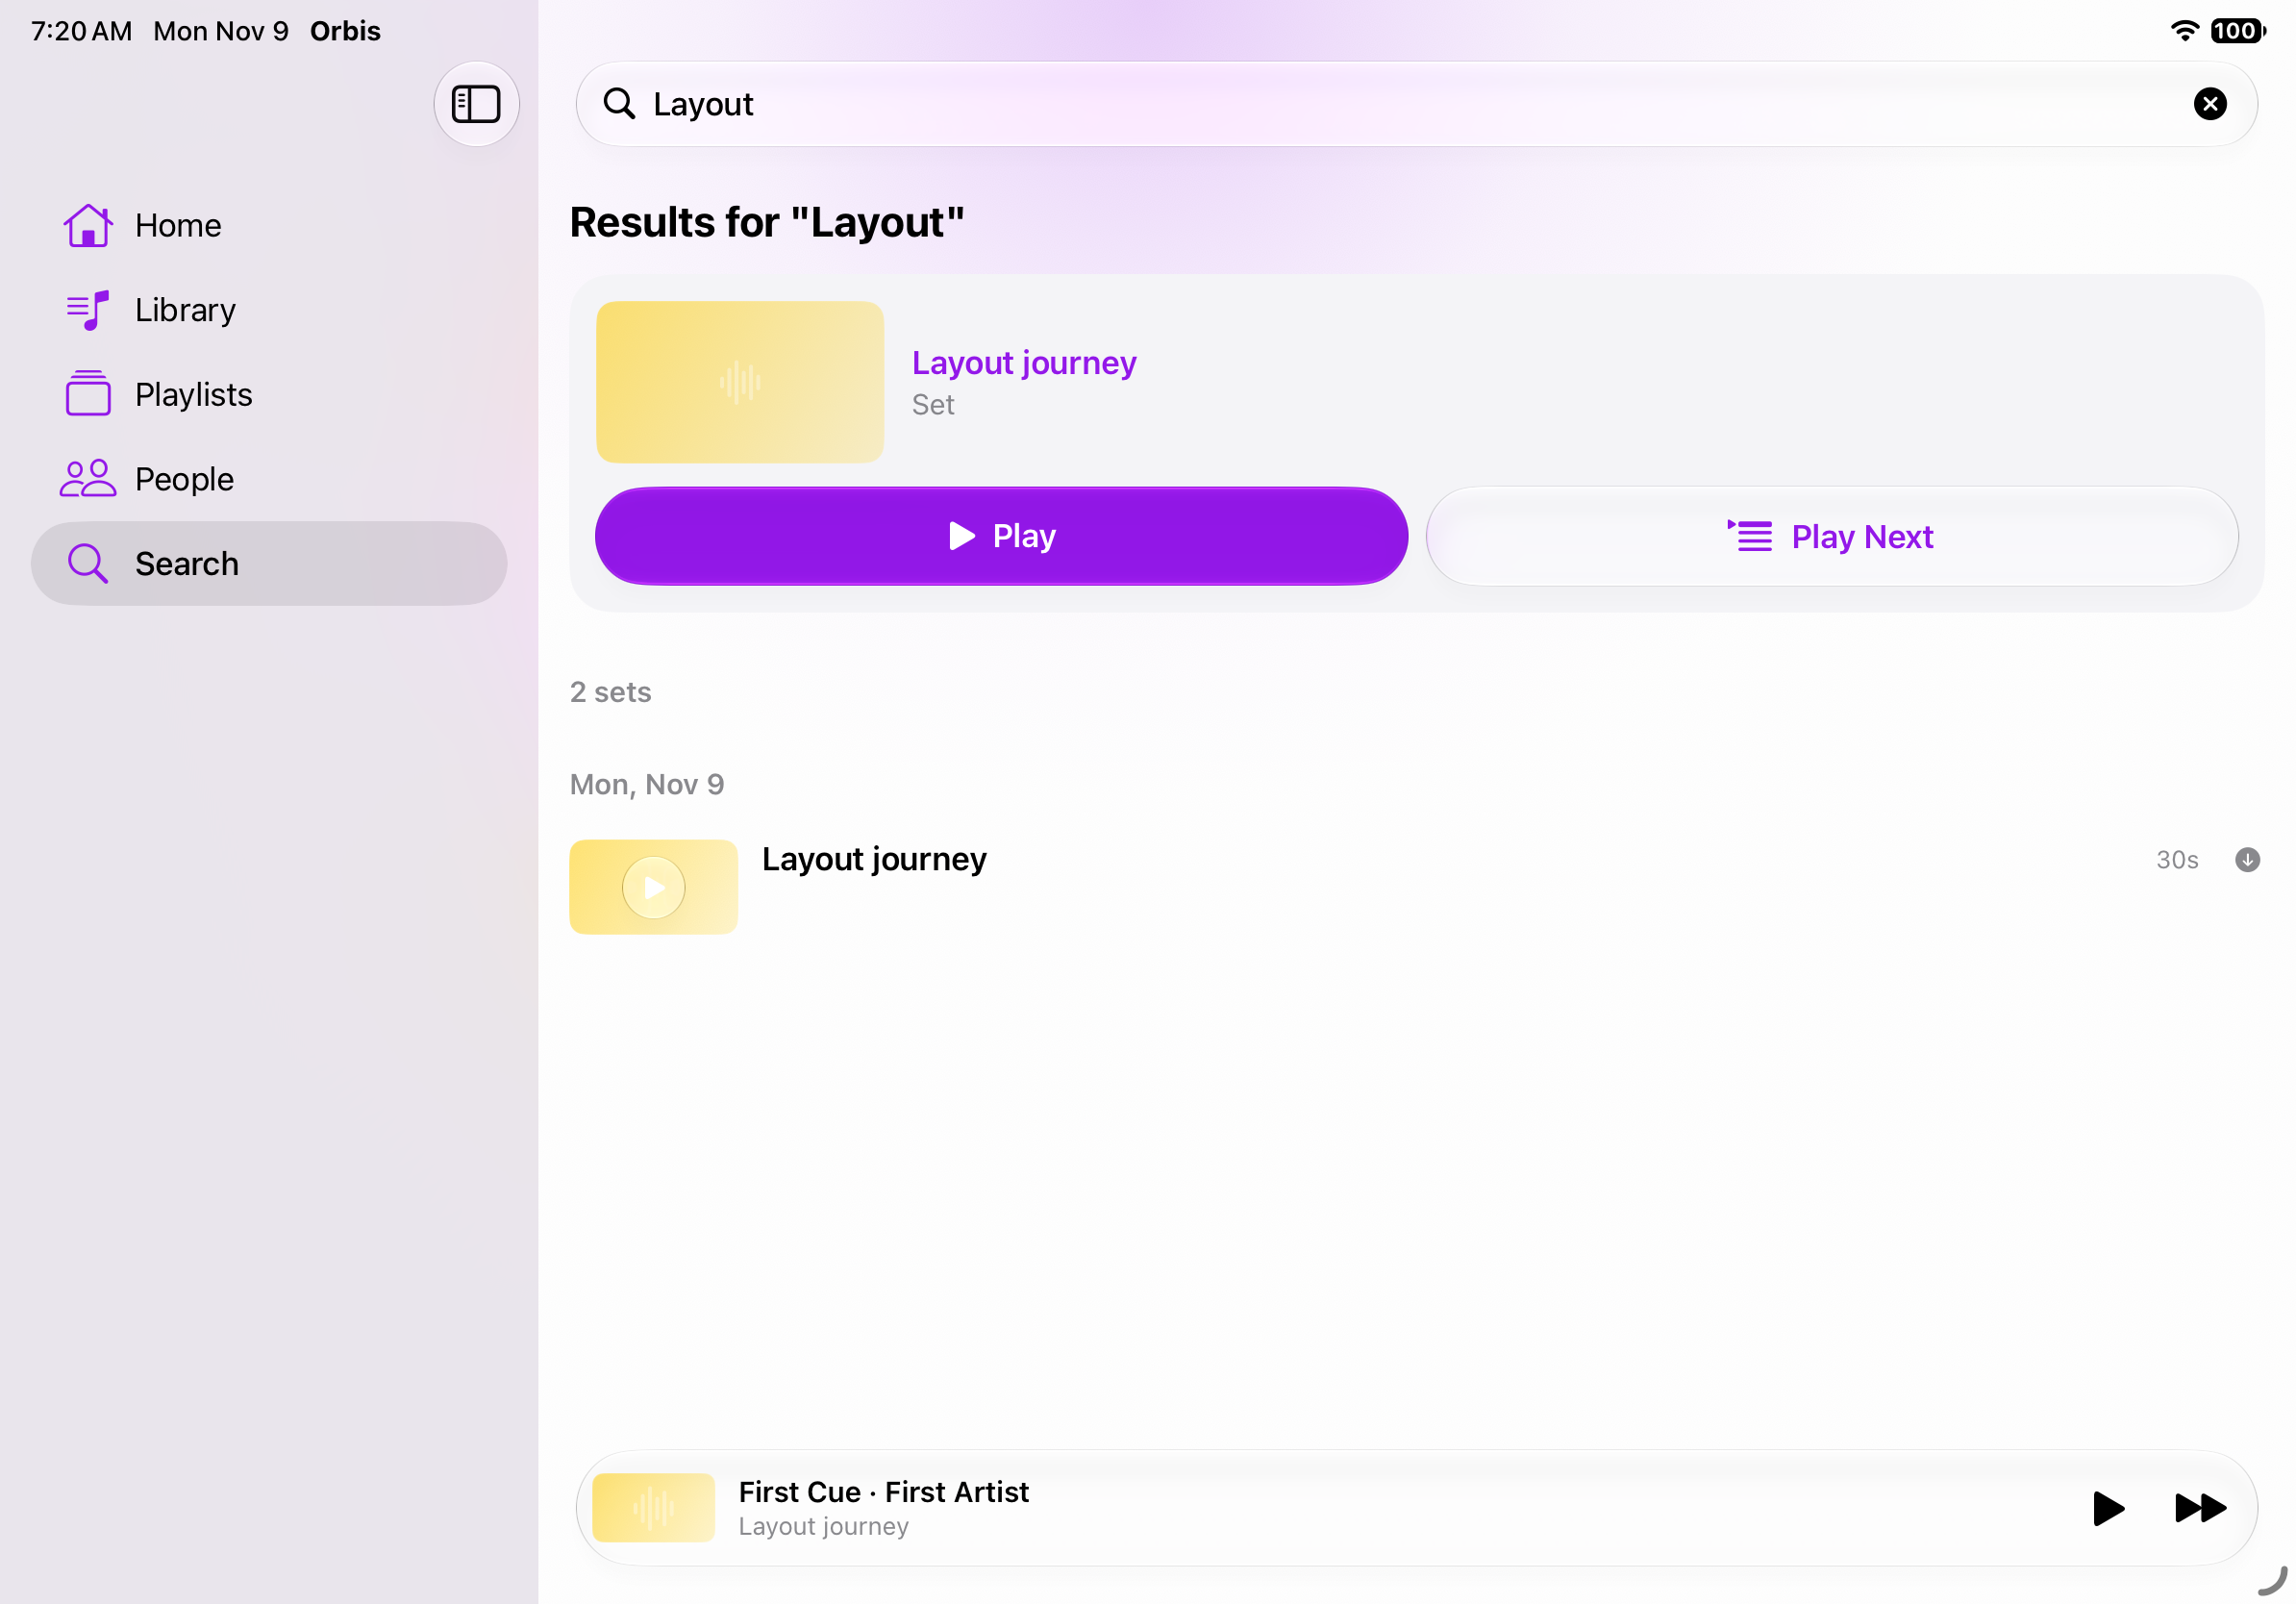 7:20 AM Mon Nov 9 Orbis
100
Layout
Home
Library
Playlists
People
Search
Results for "Layout"
Layout journey
Set
Play
Play Next
2 sets
Mon, Nov 9
Layout journey
30s
First Cue · First Artist
Layout journey